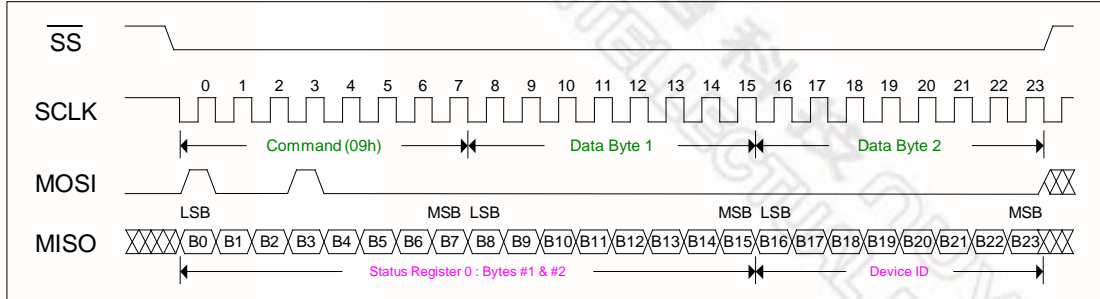 SS
SCLK
0 1 2 3 4 5 6 7 8 9 10 11 12 13 14 15 16 17 18 19 20 21 22 23
Command (09h) Data Byte 1 Data Byte 2
MOSI
LSB MSB LSB MSB LSB MSB
MISO B0 B1 B2 B3 B4 B5 B6 B7 B8 B9 B10 B11 B12 B13 B14 B15 B16 B17 B18 B19 B20 B21 B22 B23
Status Register 0 : Bytes #1 & #2 Device ID
科技